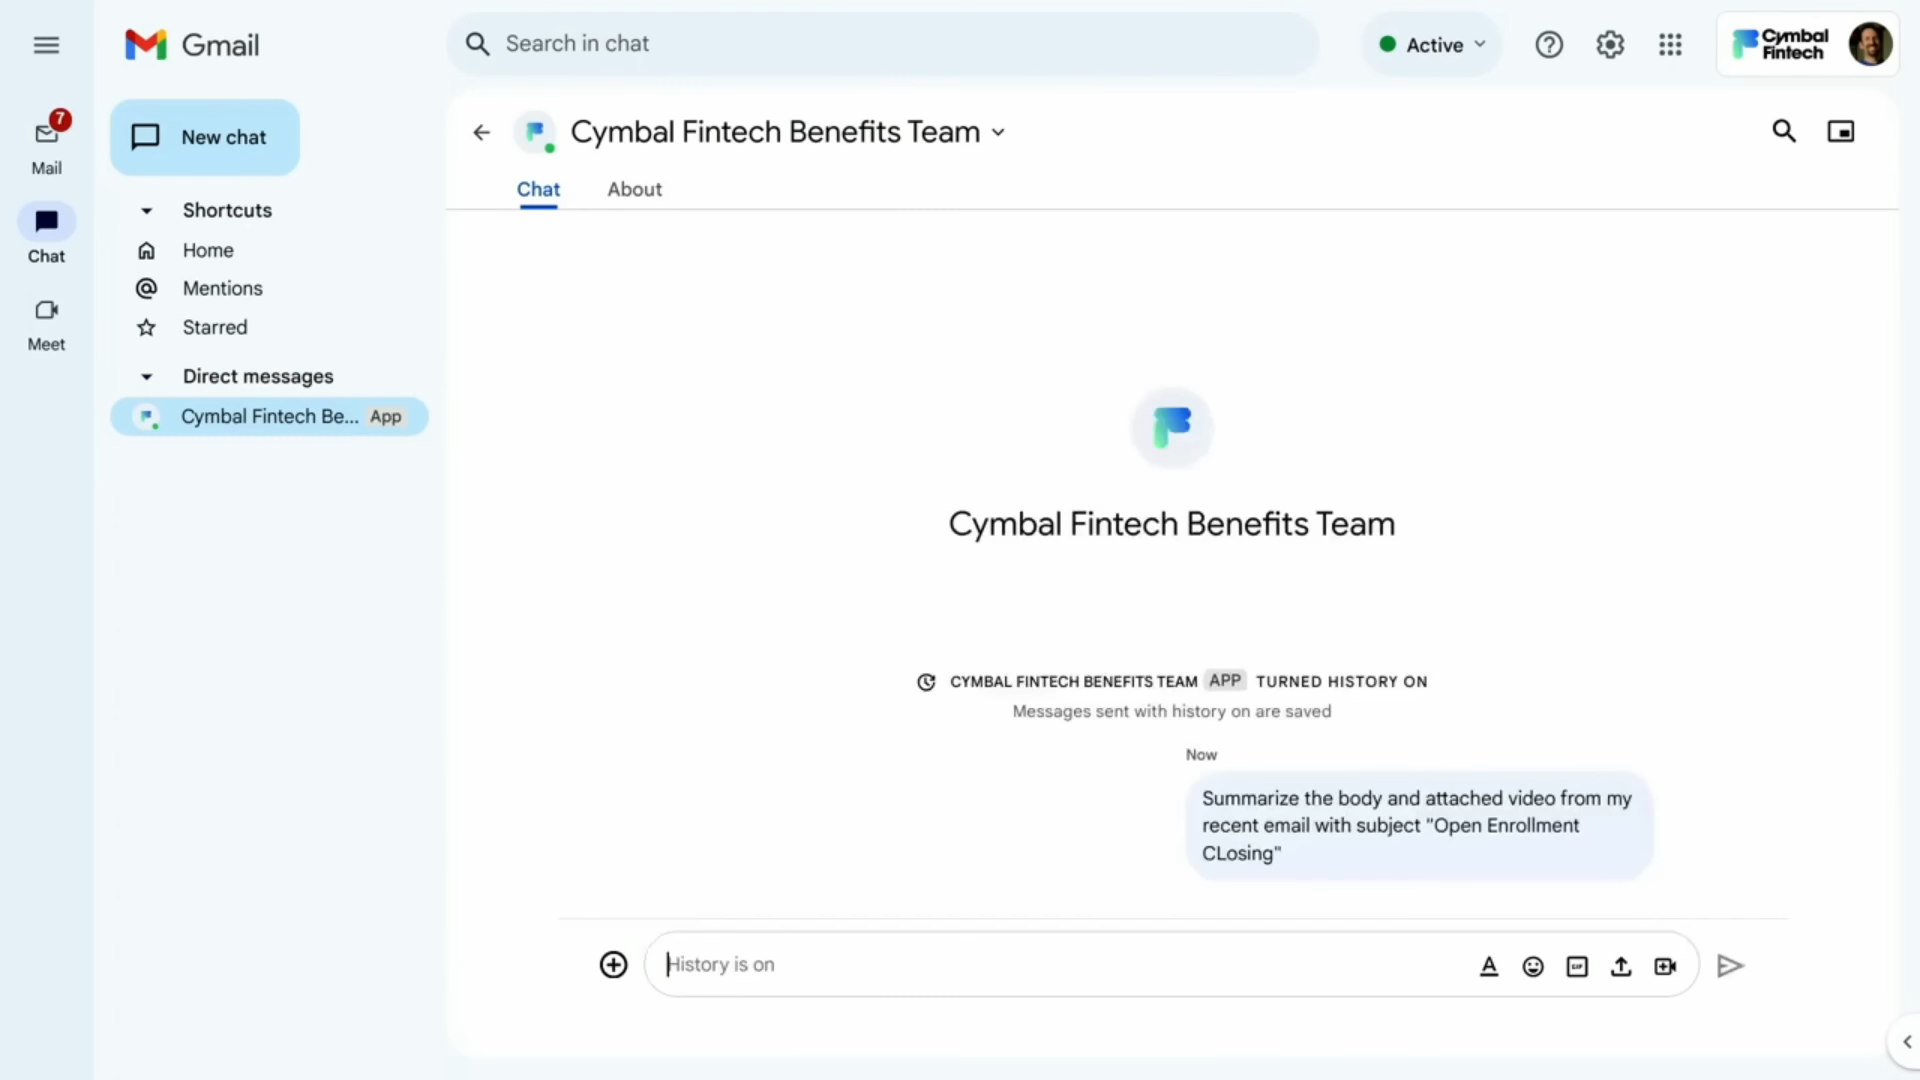 Gmail
Search in chat
Active
Cymbal
Fintech
7
Mail
Chat
Meet
New chat
Shortcuts
Home
Mentions
Starred
Direct messages
Cymbal Fintech Be... App
Cymbal Fintech Benefits Team
Chat About
Cymbal Fintech Benefits Team
CYMBAL FINTECH BENEFITS TEAM APP TURNED HISTORY ON
Messages sent with history on are saved
Now
Summarize the body and attached video from my
recent email with subject "Open Enrollment
CLosing"
History is on
GIF